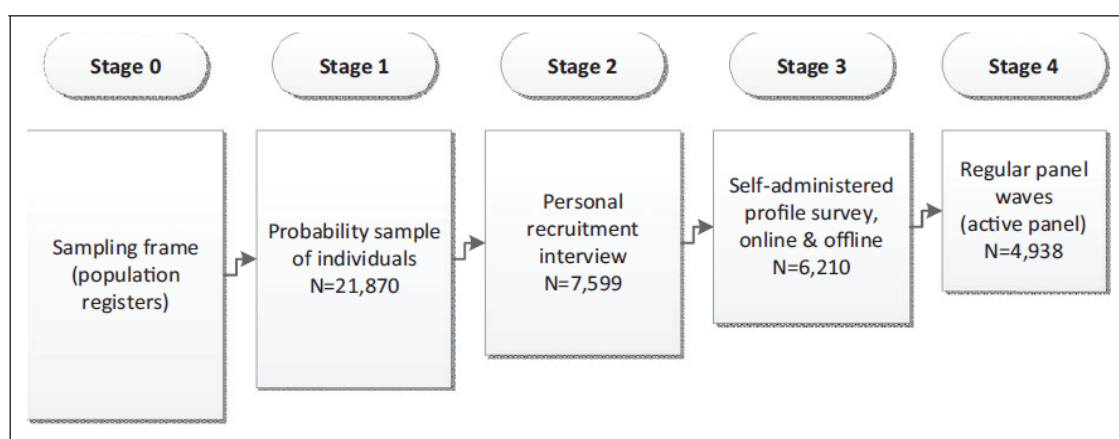 Stage 0
Stage 1
Stage 2
Stage 3
Stage 4
Sampling frame
(population
registers)
Probability sample
of individuals
N=21,870
Personal
recruitment
interview
N=7,599
Self-administered
profile survey,
online & offline
N=6,210
Regular panel
waves
(active panel)
N=4,938